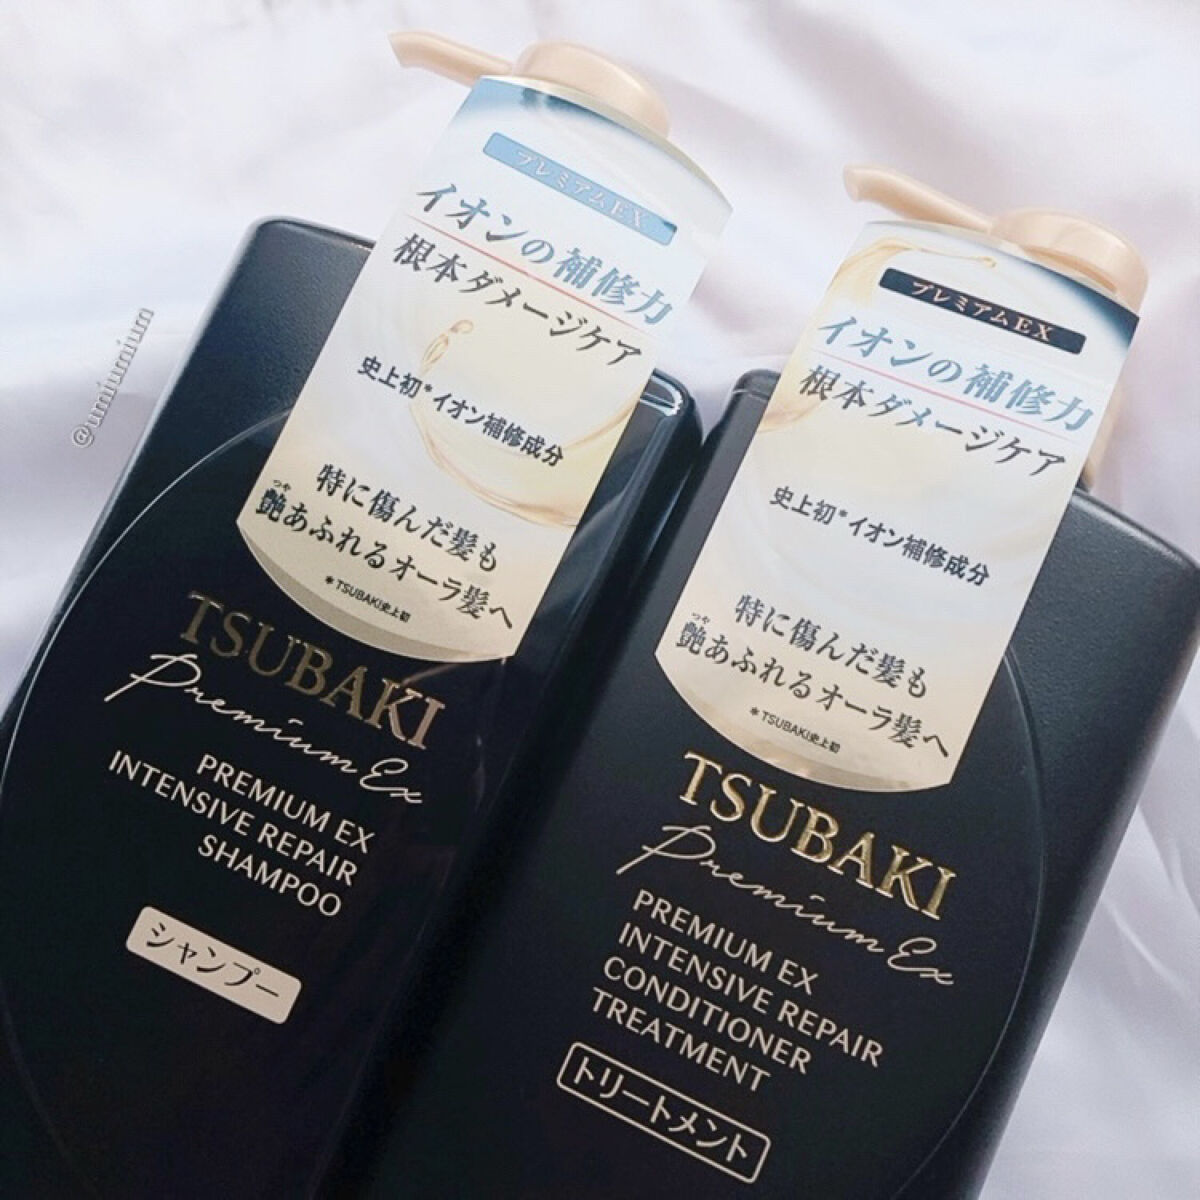 @umiumium
プレミアムEX
イオンの補修力
根本ダメージケア
史上初*イオン補修成分
特に傷んだ髪も
つや
艶あふれるオーラ髪へ
*TSUBAKI史上初
TSUBAKI
Premium Ex
PREMIUM EX
INTENSIVE REPAIR
SHAMPOO
シャンプー
プレミアムEX
イオンの補修力
根本ダメージケア
史上初*イオン補修成分
特に傷んだ髪も
つや
艶あふれるオーラ髪へ
*TSUBAKI史上初
TSUBAKI
Premium Ex
PREMIUM EX
INTENSIVE REPAIR
CONDITIONER
TREATMENT
トリートメント